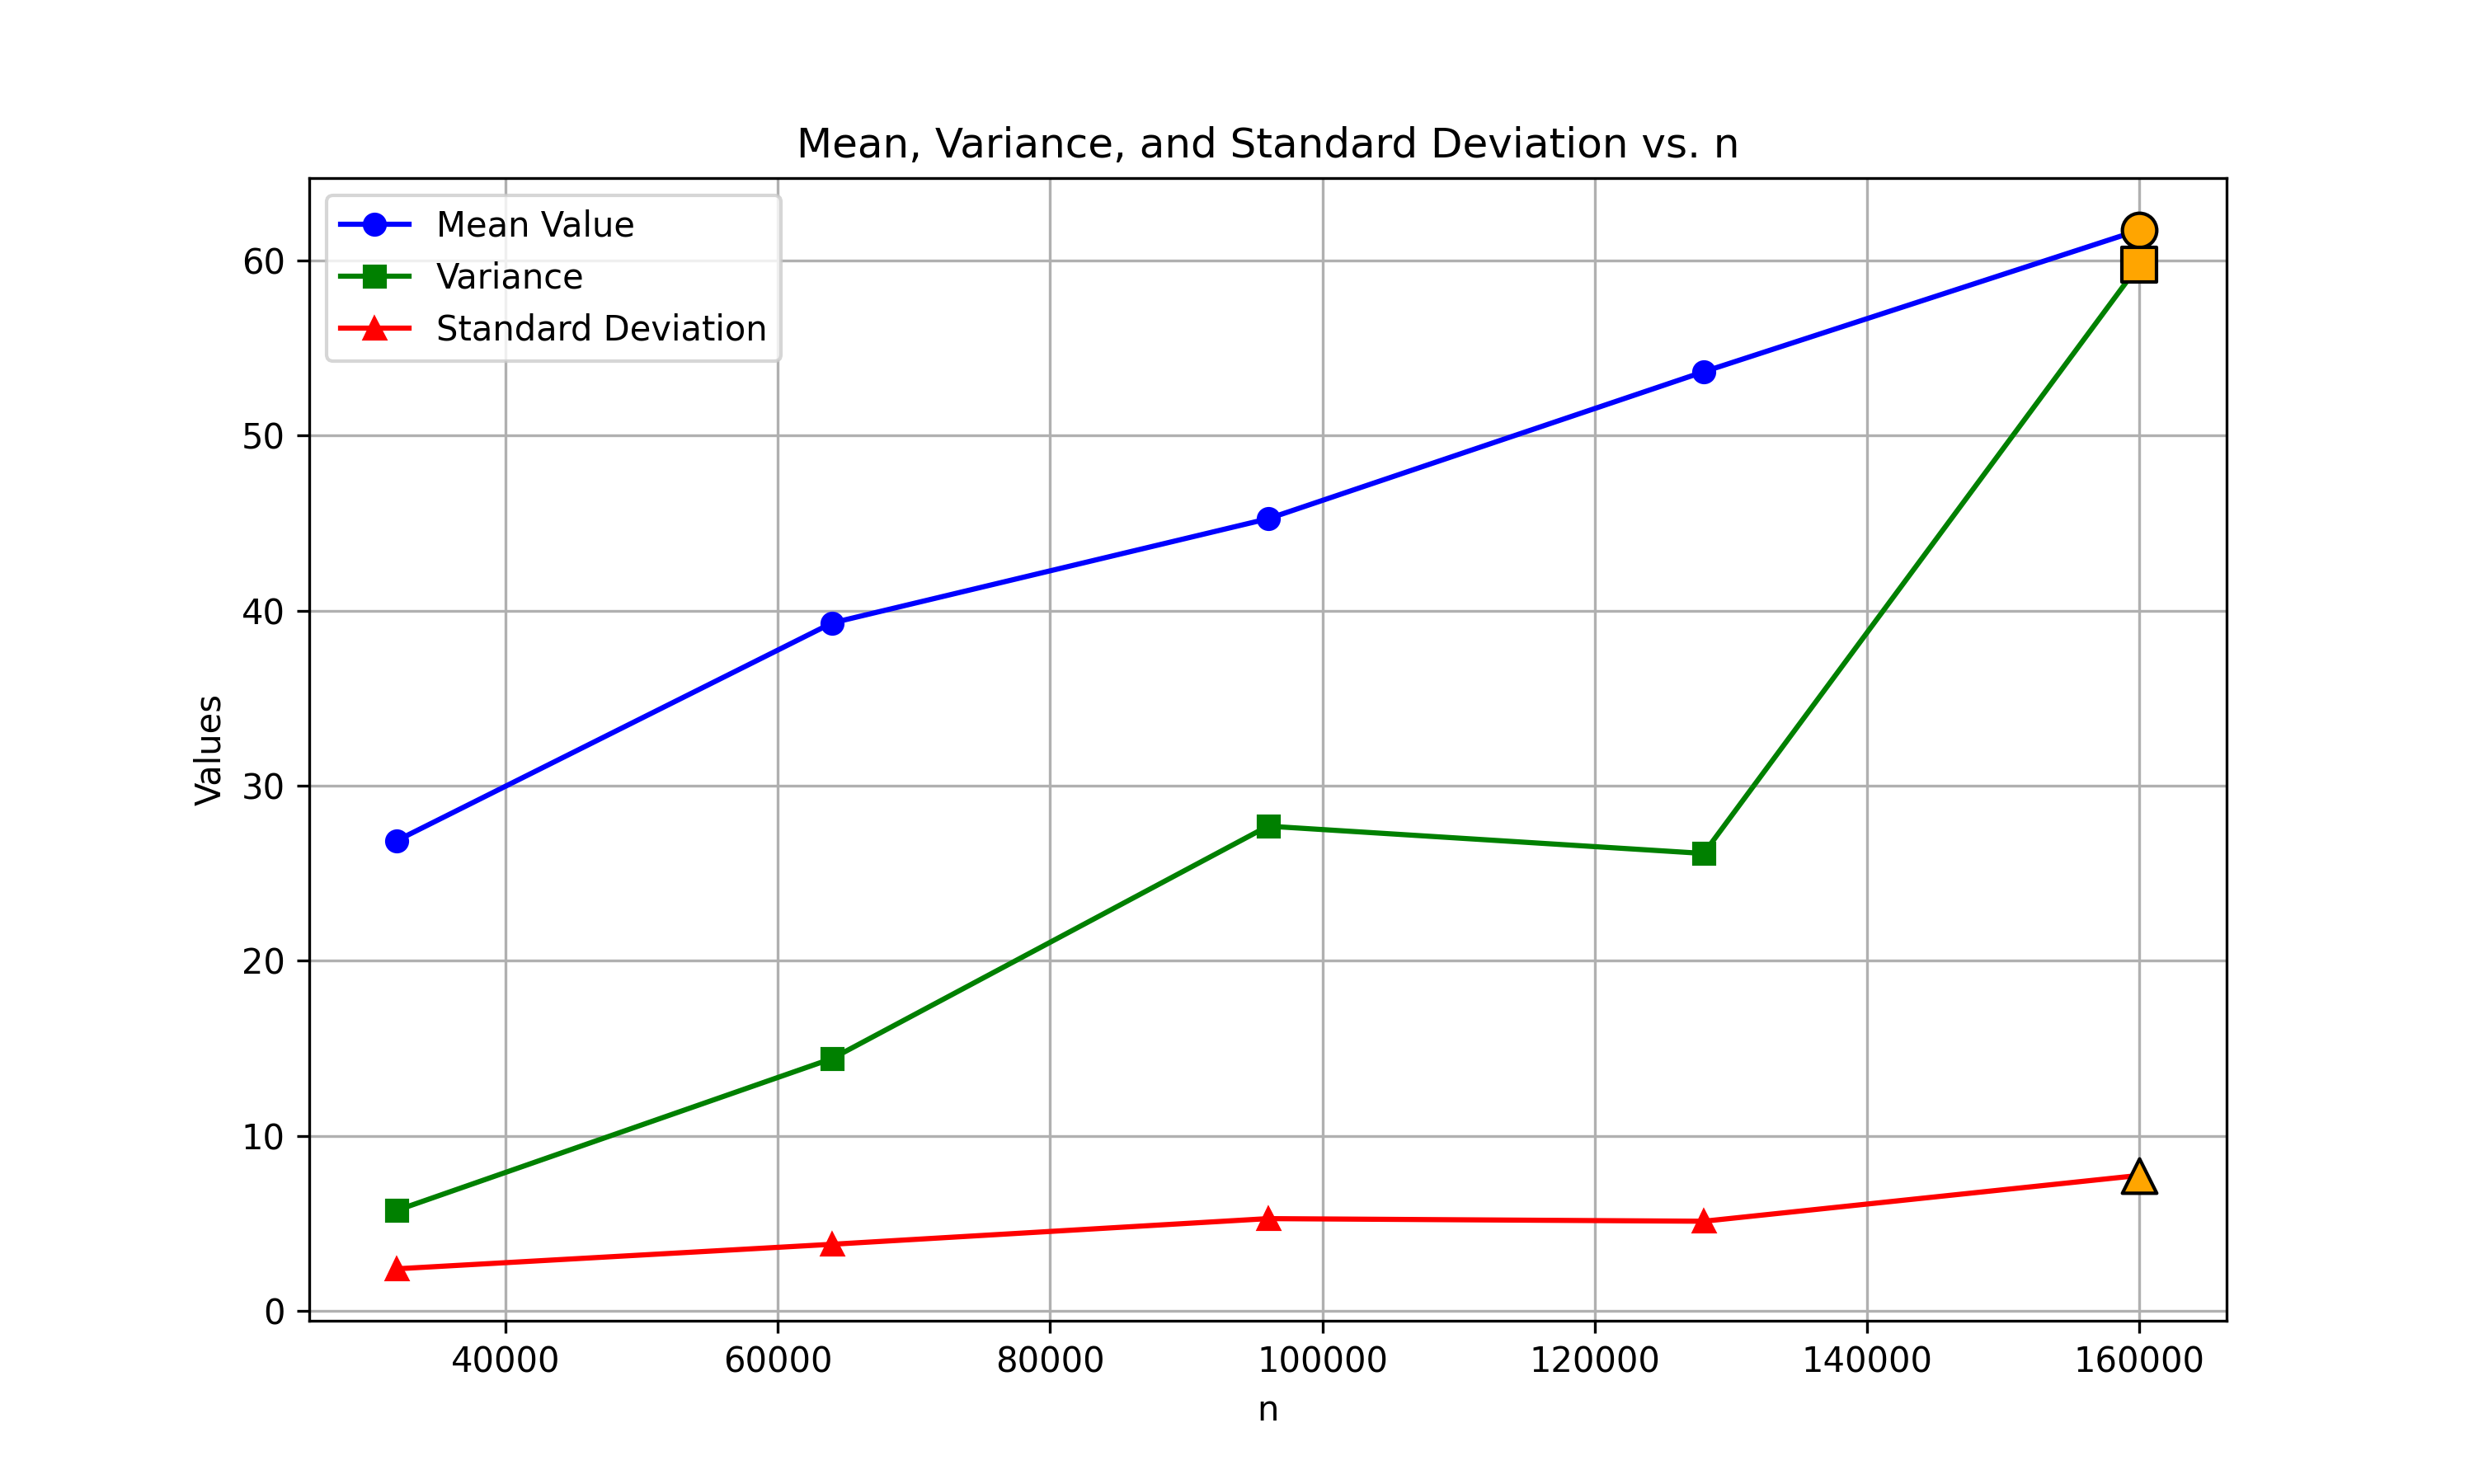 Mean, Variance, and Standard Deviation vs. n
Mean Value
Variance
Standard Deviation
60
50
40
30
20
10
0
Values
40000 60000 80000 100000 120000 140000 160000
n